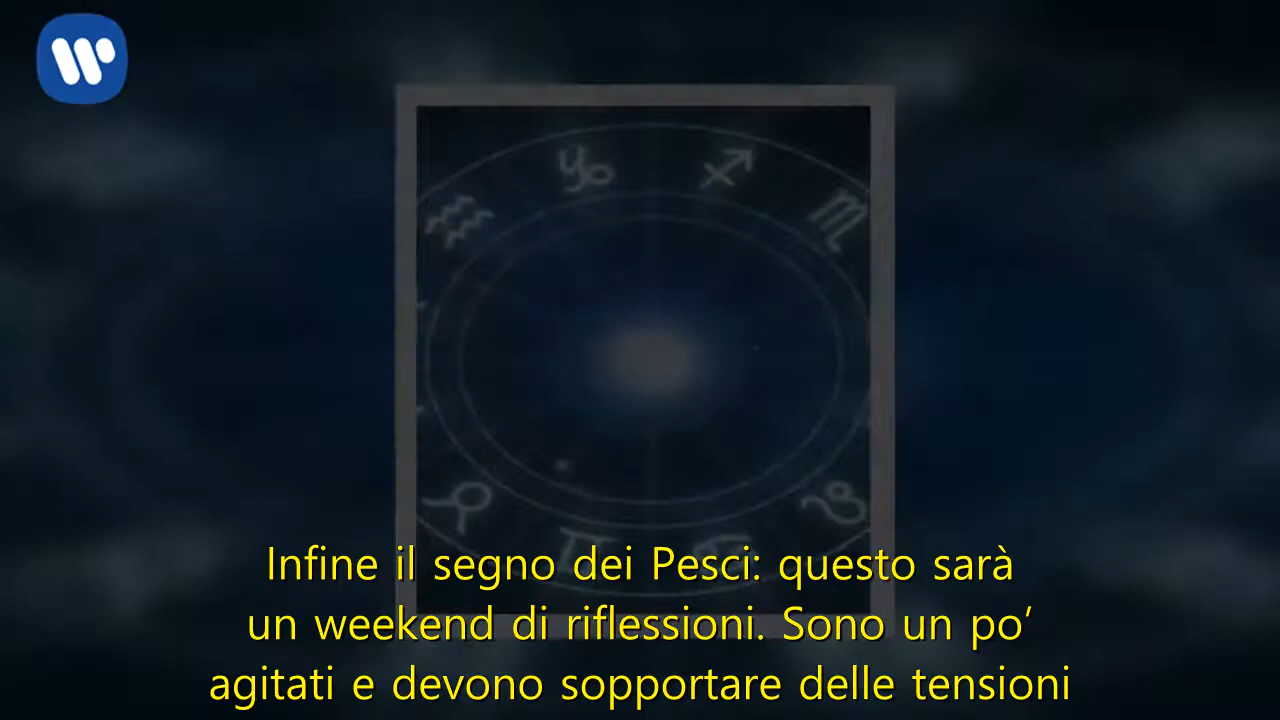 Infine il segno dei Pesci: questo sarà
un weekend di riflessioni. Sono un po’
agitati e devono sopportare delle tensioni